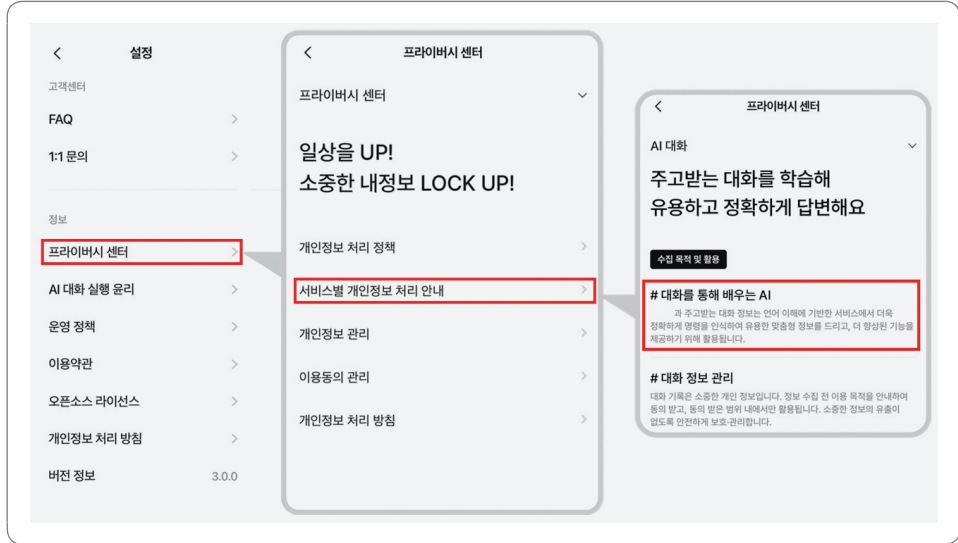 설정
고객센터
FAQ
1:1 문의
정보
프라이버시 센터
AI 대화 실행 윤리
운영 정책
이용약관
오픈소스 라이선스
개인정보 처리 방침
버전 정보 3.0.0
프라이버시 센터
프라이버시 센터
일상을 UP!
소중한 내정보 LOCK UP!
개인정보 처리 정책
서비스별 개인정보 처리 안내
개인정보 관리
이용동의 관리
개인정보 처리 방침
프라이버시 센터
AI 대화
주고받는 대화를 학습해
유용하고 정확하게 답변해요
수집 목적 및 활용
# 대화를 통해 배우는 AI
과 주고받는 대화 정보는 언어 이해에 기반한 서비스에서 더욱
정확하게 명령을 인식하여 유용한 맞춤형 정보를 드리고, 더 향상된 기능을
제공하기 위해 활용됩니다.
# 대화 정보 관리
대화 기록은 소중한 개인 정보입니다. 정보 수집 전 이용 목적을 안내하여
동의 받고, 동의 받은 범위 내에서만 활용됩니다. 소중한 정보의 유출이
없도록 안전하게 보호·관리합니다.